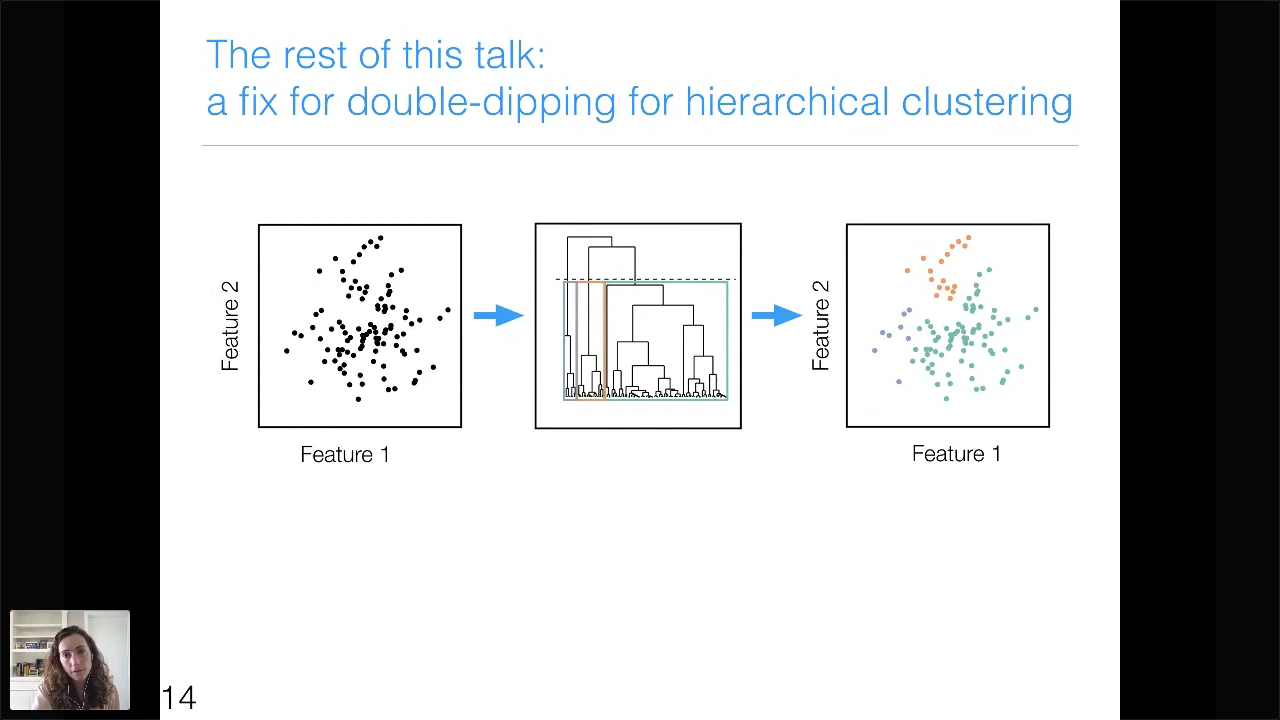 The rest of this talk:
a fix for double-dipping for hierarchical clustering
Feature 2
Feature 1
Feature 2
Feature 1
14